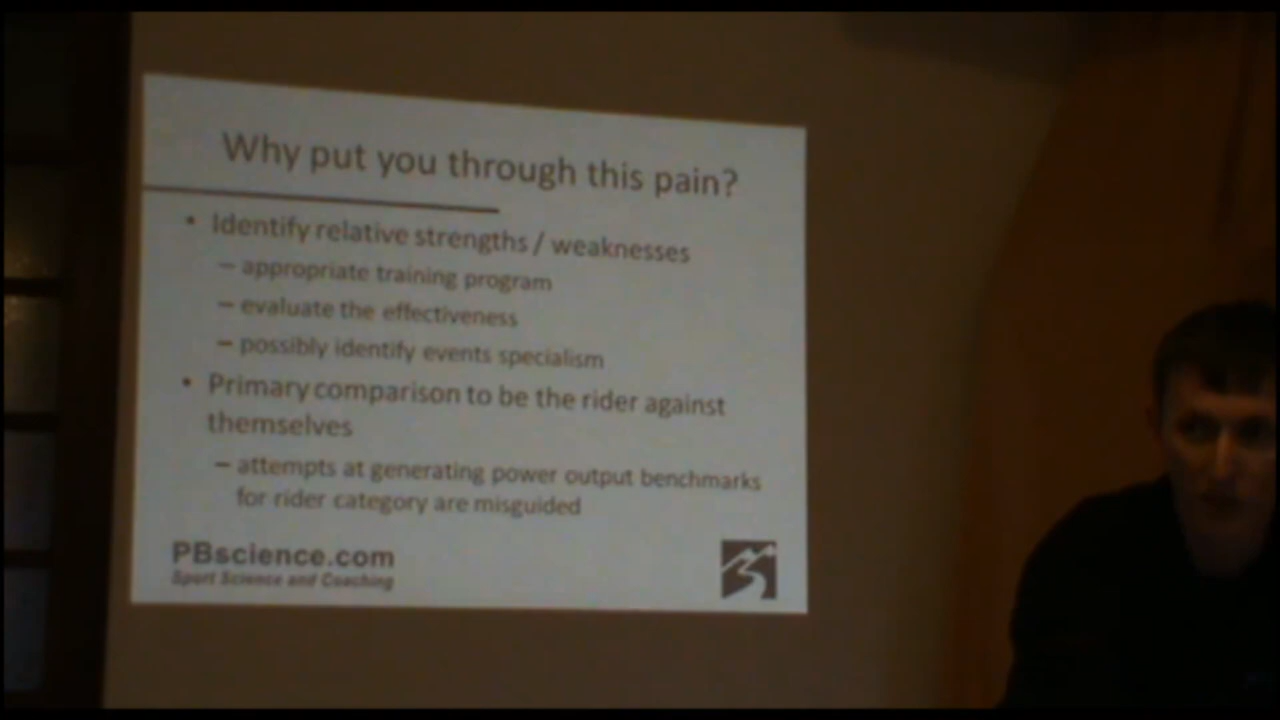 Why put you through this pain?
• Identify relative strengths / weaknesses
– appropriate training program
– evaluate the effectiveness
– possibly identify events specialism
• Primary comparison to be the rider against
themselves
– attempts at generating power output benchmarks
for rider category are misguided
PBscience.com
Sport Science and Coaching